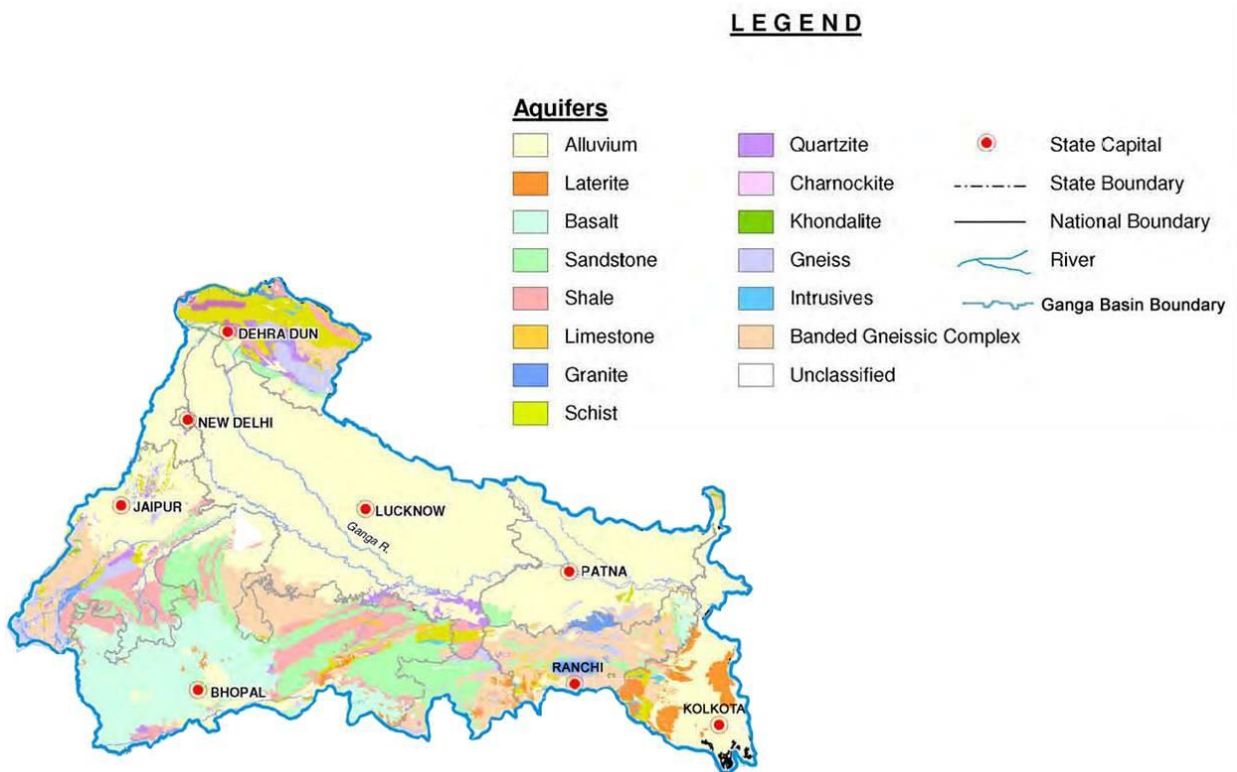 L E G E N D
Aquifers
Alluvium
Laterite
Basalt
Sandstone
Shale
Limestone
Granite
Schist
Quartzite
Charnockite
Khondalite
Gneiss
Intrusives
Banded Gneissic Complex
Unclassified
State Capital
State Boundary
National Boundary
River
Ganga Basin Boundary
DEHRA DUN
NEW DELHI
JAIPUR
LUCKNOW
Ganga R.
PATNA
RANCHI
BHOPAL
KOLKOTA